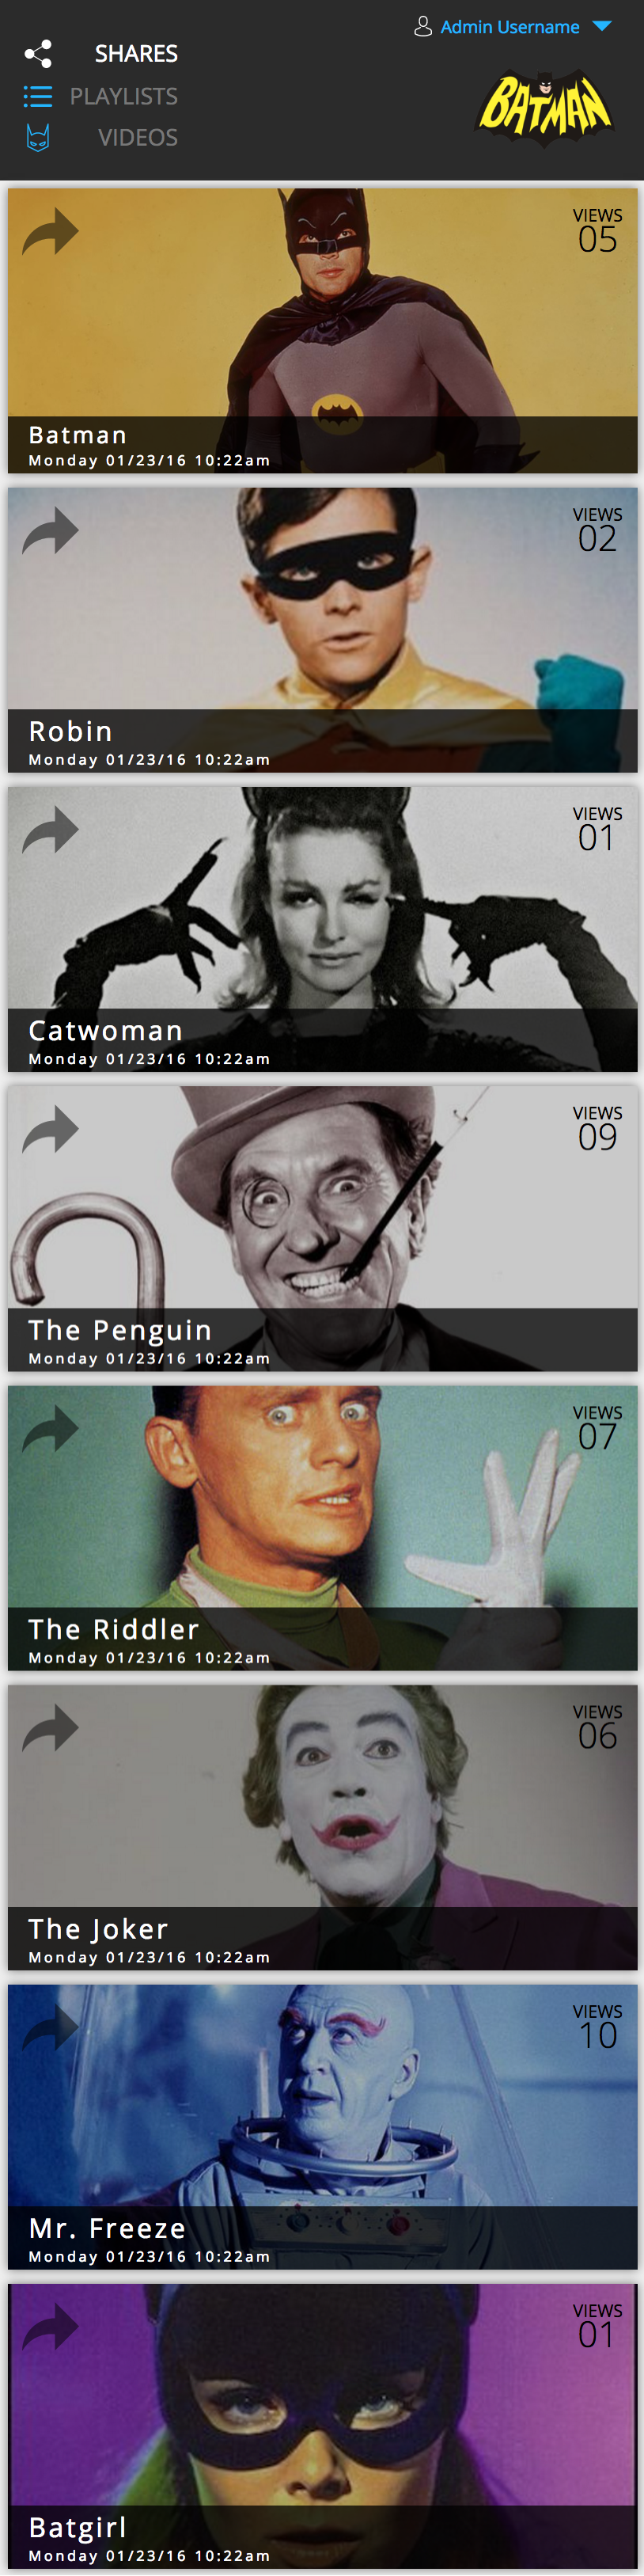 Admin Username
SHARES
PLAYLISTS
VIDEOS
BATMAN
VIEWS
05
Batman
Monday 01/23/16 10:22am
VIEWS
02
Robin
Monday 01/23/16 10:22am
VIEWS
01
Catwoman
Monday 01/23/16 10:22am
VIEWS
09
The Penguin
Monday 01/23/16 10:22am
VIEWS
07
The Riddler
Monday 01/23/16 10:22am
VIEWS
06
The Joker
Monday 01/23/16 10:22am
VIEWS
10
Mr. Freeze
Monday 01/23/16 10:22am
VIEWS
01
Batgirl
Monday 01/23/16 10:22am